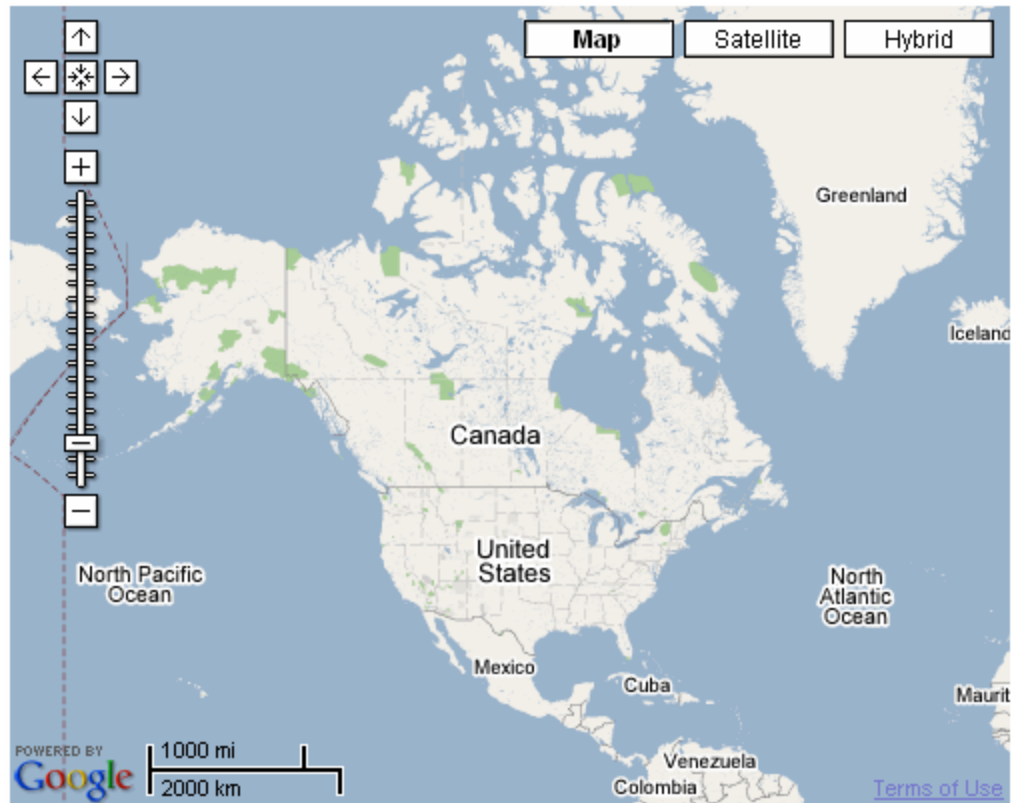 Map
Satellite
Hybrid
Greenland
Iceland
Canada
United
States
North Pacific
Ocean
North
Atlantic
Ocean
Mexico
Cuba
Maurit
Venezuela
Colombia
POWERED BY
Google
1000 mi
2000 km
Terms of Use